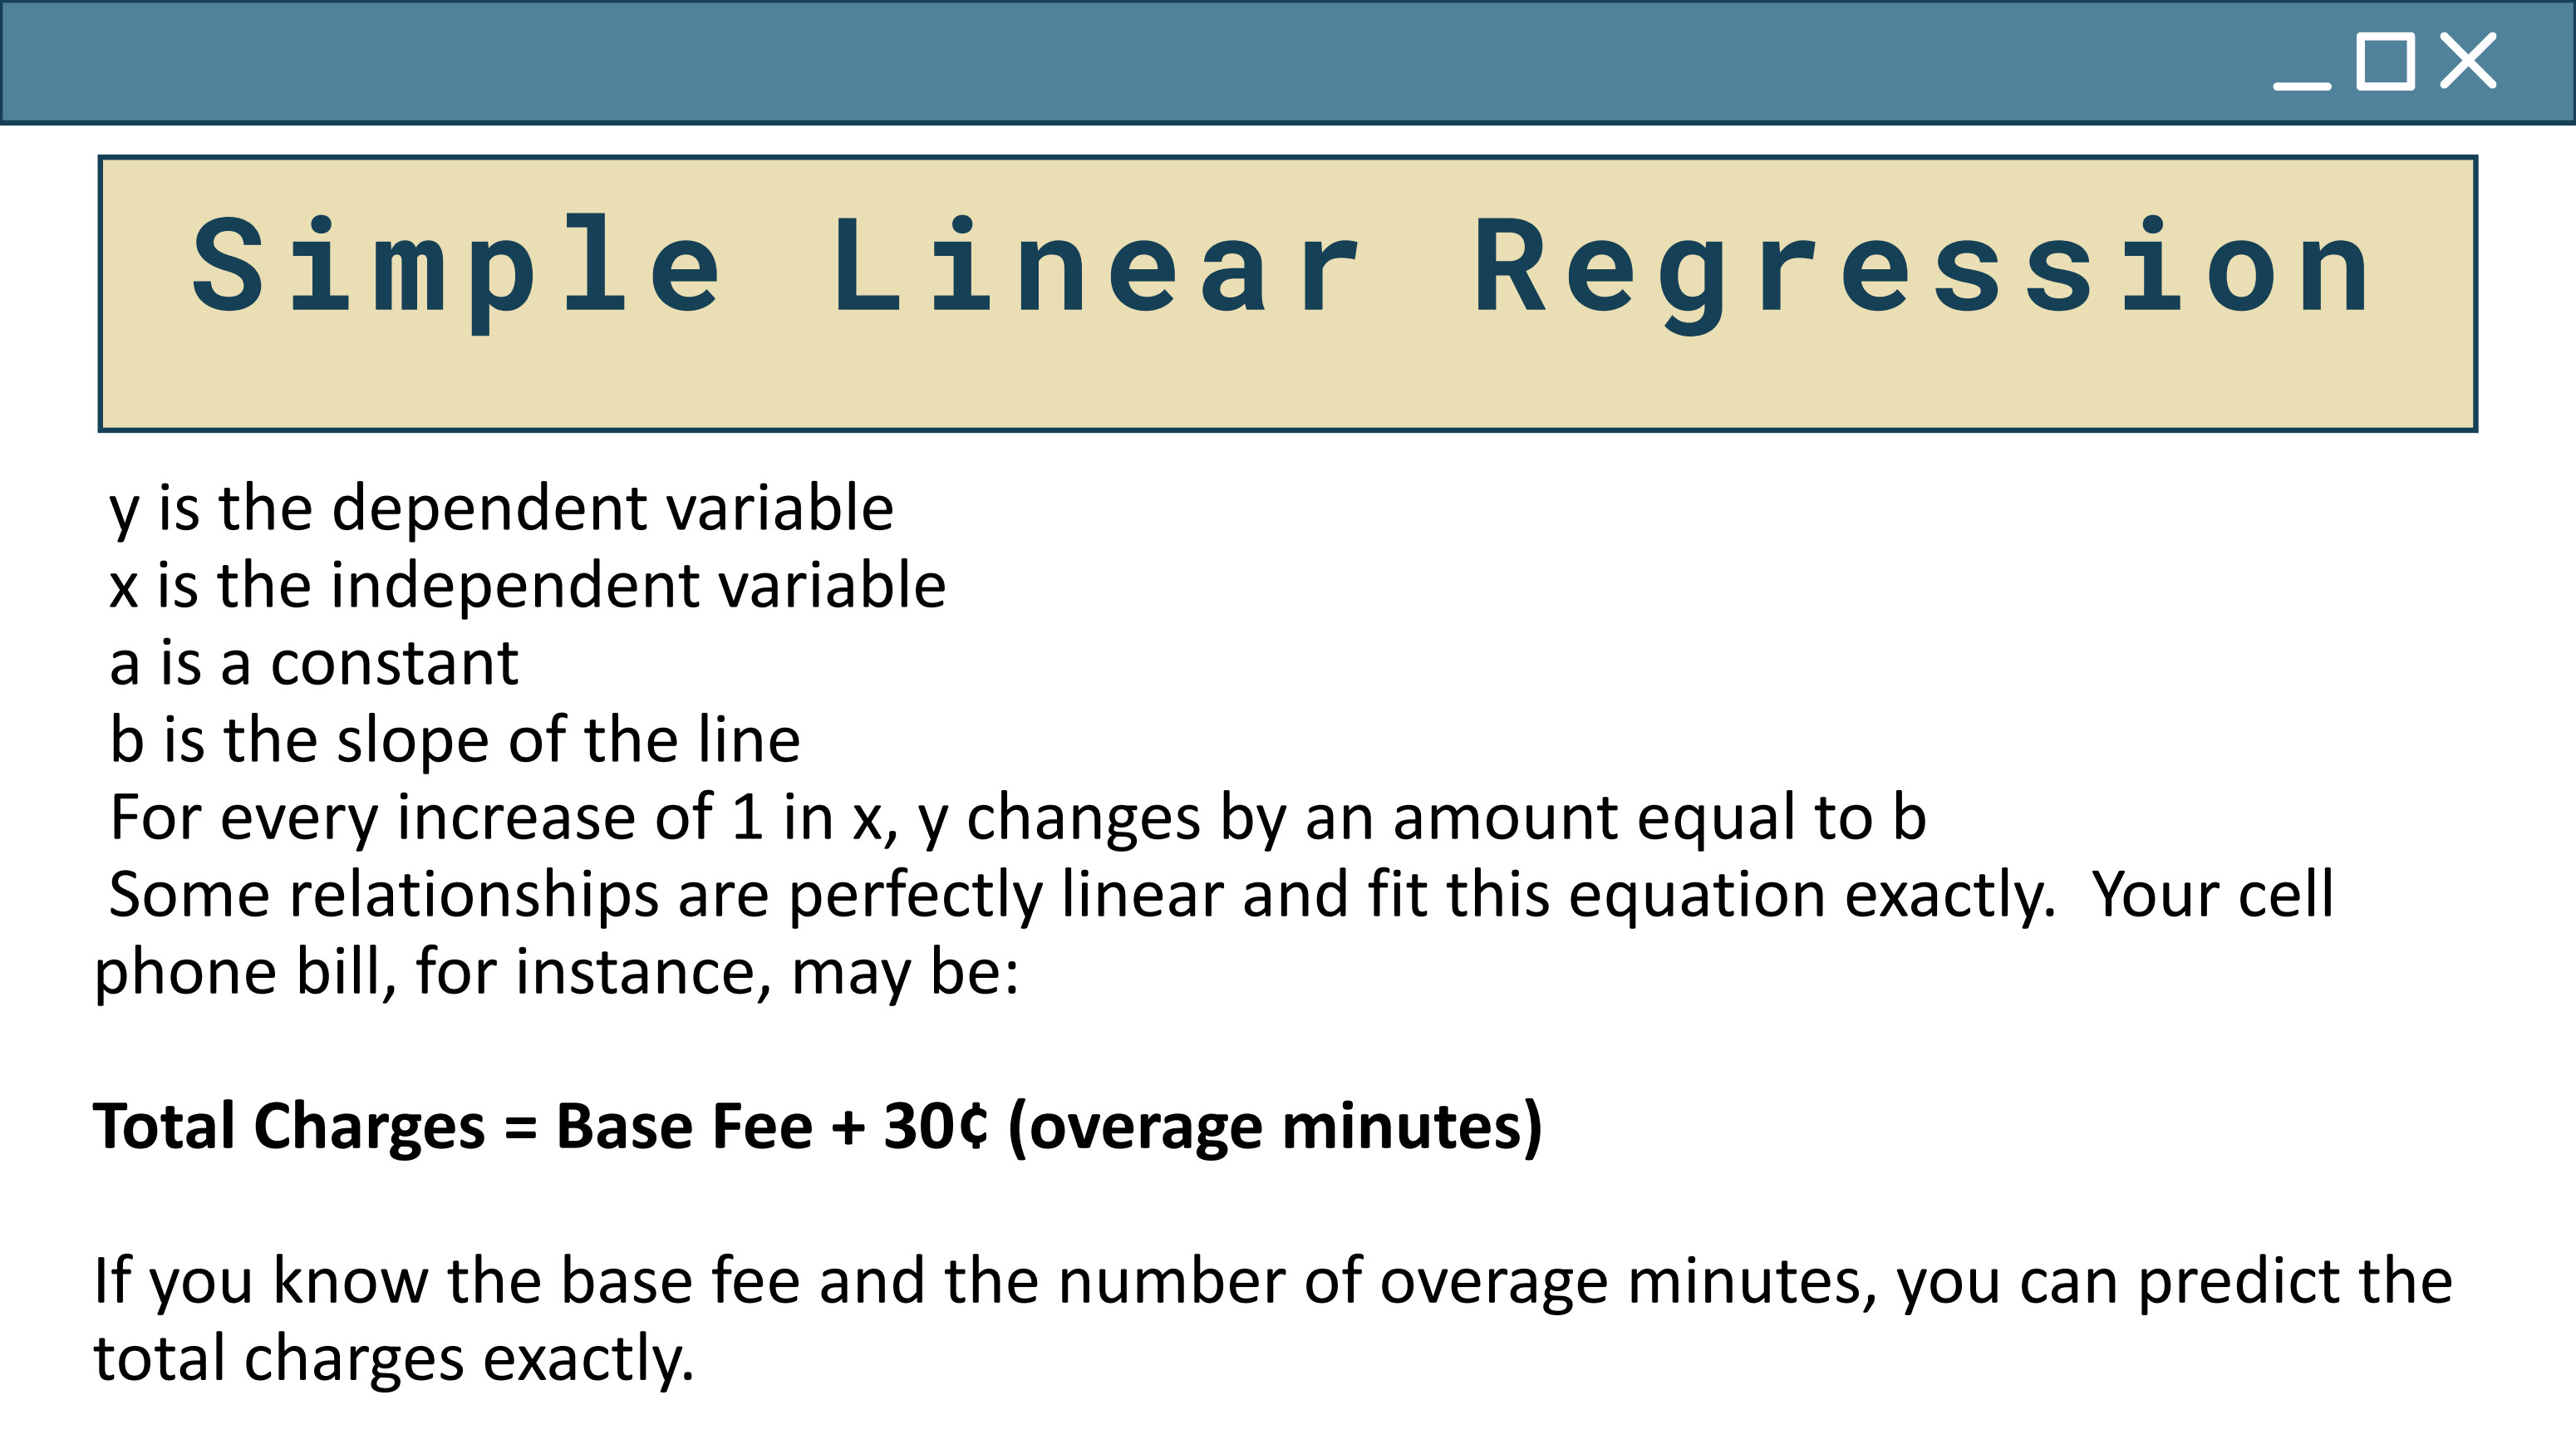 Simple Linear Regression
y is the dependent variable
x is the independent variable
a is a constant
b is the slope of the line
For every increase of 1 in x, y changes by an amount equal to b
Some relationships are perfectly linear and fit this equation exactly.  Your cell
phone bill, for instance, may be:
Total Charges = Base Fee + 30¢ (overage minutes)
If you know the base fee and the number of overage minutes, you can predict the
total charges exactly.